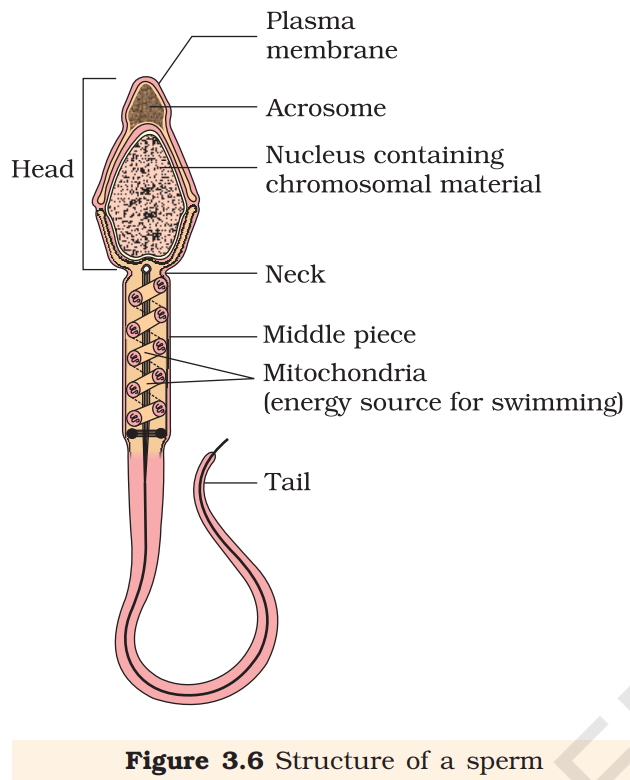 Plasma
membrane
Acrosome
Head
Nucleus containing
chromosomal material
Neck
Middle piece
Mitochondria
(energy source for swimming)
Tail
Figure 3.6 Structure of a sperm